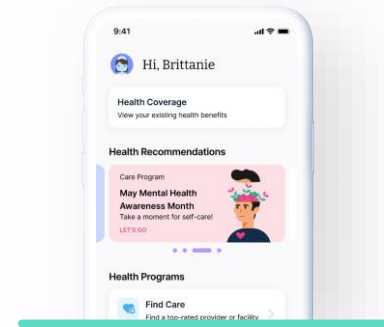 9:41
Hi, Brittanie
Health Coverage
View your existing health benefits
Health Recommendations
Care Program
May Mental Health
Awareness Month
Take a moment for self-care!
LET'S GO
Health Programs
Find Care
Find a top-rated provider or facility